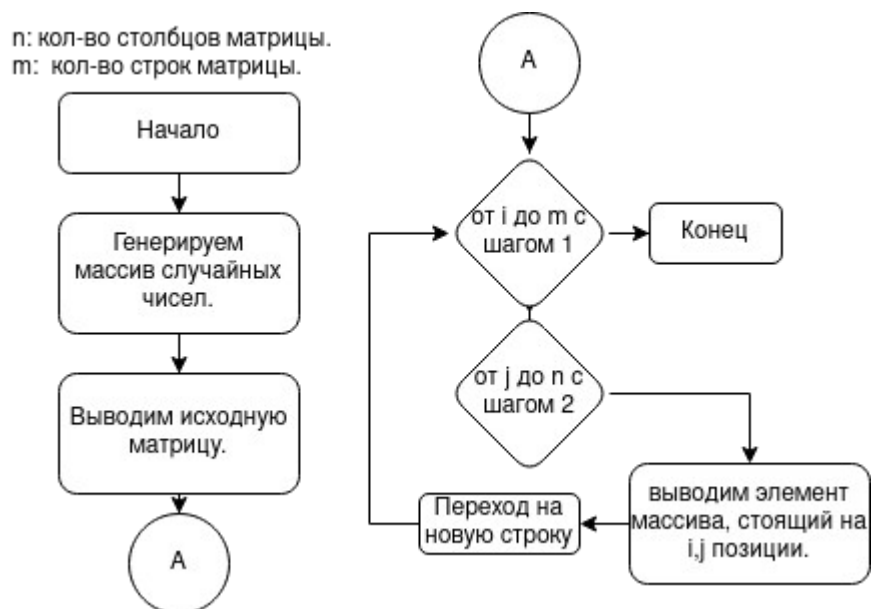 n: кол-во столбцов матрицы.
m: кол-во строк матрицы.
Начало
Генерируем
массив случайных
чисел.
Выводим исходную
матрицу.
A
A
от i до m с
шагом 1
Конец
от j до n с
шагом 2
выводим элемент
массива, стоящий на
i,j позиции.
Переход на
новую строку